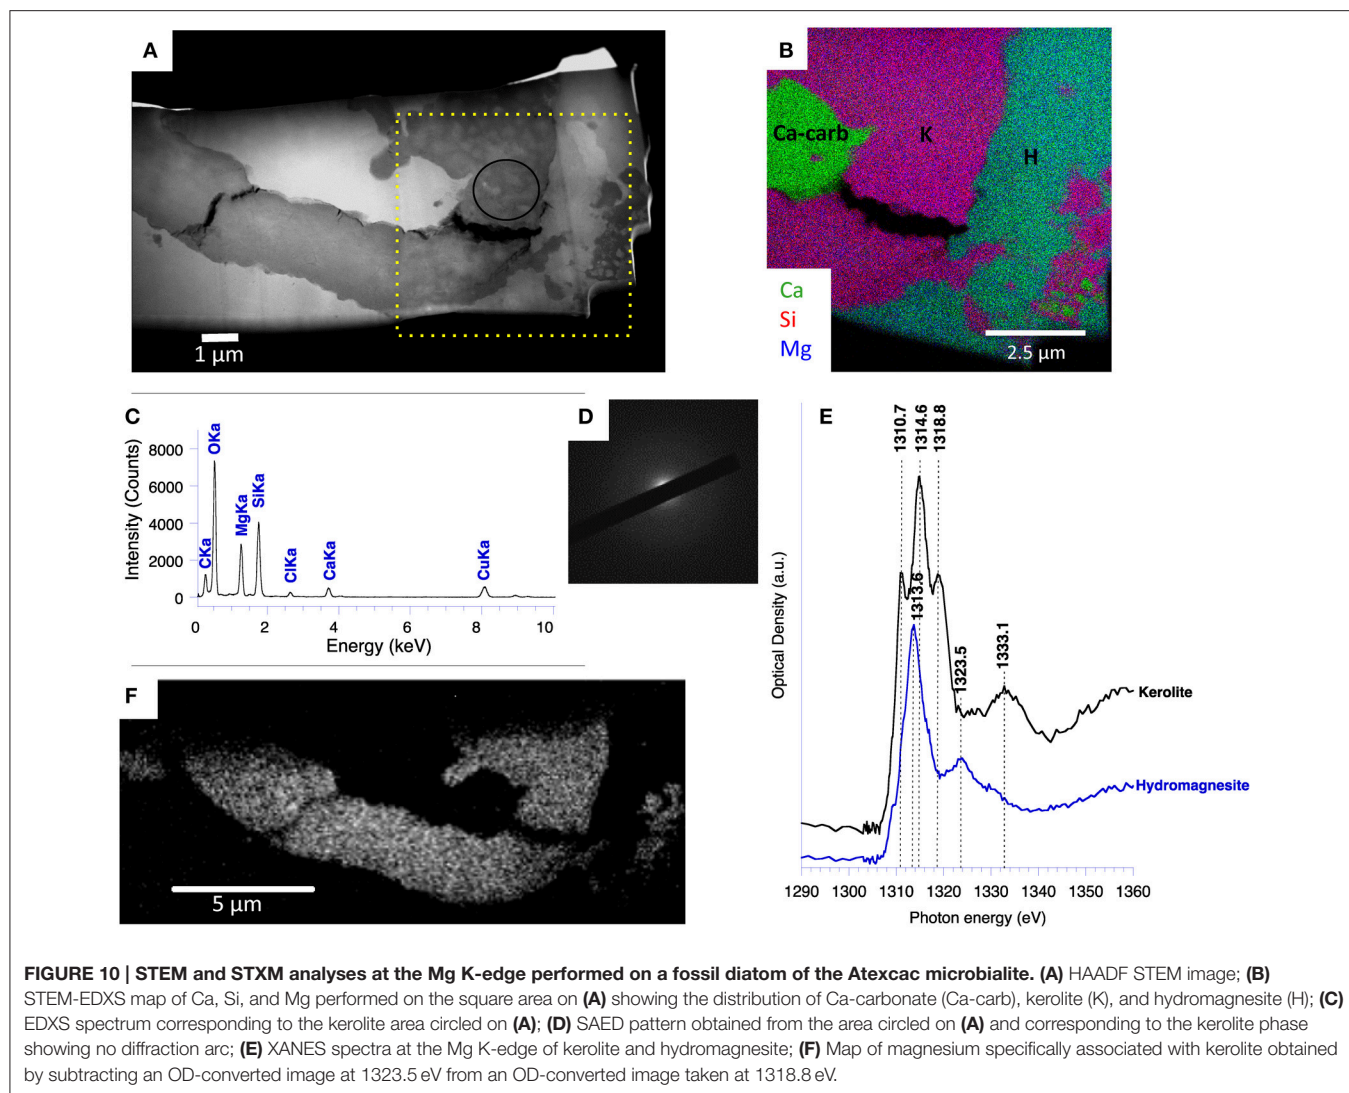 A
1 µm
B
Ca-carb
K
H
Ca
Si
Mg
2.5 µm
C
Intensity (Counts)
8000
6000
4000
2000
0
CKa
OKa
MgKa
SiKa
ClKa
CaKa
CuKa
0 2 4 6 8 10
Energy (keV)
D
E
1310.7
1314.6
1318.8
1313.6
1323.5
1333.1
Optical Density (a.u.)
Kerolite
Hydromagnesite
1290 1300 1310 1320 1330 1340 1350 1360
Photon energy (eV)
F
5 µm
FIGURE 10 | STEM and STXM analyses at the Mg K-edge performed on a fossil diatom of the Atexcac microbialite. (A) HAADF STEM image; (B)
STEM-EDXS map of Ca, Si, and Mg performed on the square area on (A) showing the distribution of Ca-carbonate (Ca-carb), kerolite (K), and hydromagnesite (H); (C)
EDXS spectrum corresponding to the kerolite area circled on (A); (D) SAED pattern obtained from the area circled on (A) and corresponding to the kerolite phase
showing no diffraction arc; (E) XANES spectra at the Mg K-edge of kerolite and hydromagnesite; (F) Map of magnesium specifically associated with kerolite obtained
by subtracting an OD-converted image at 1323.5 eV from an OD-converted image taken at 1318.8 eV.